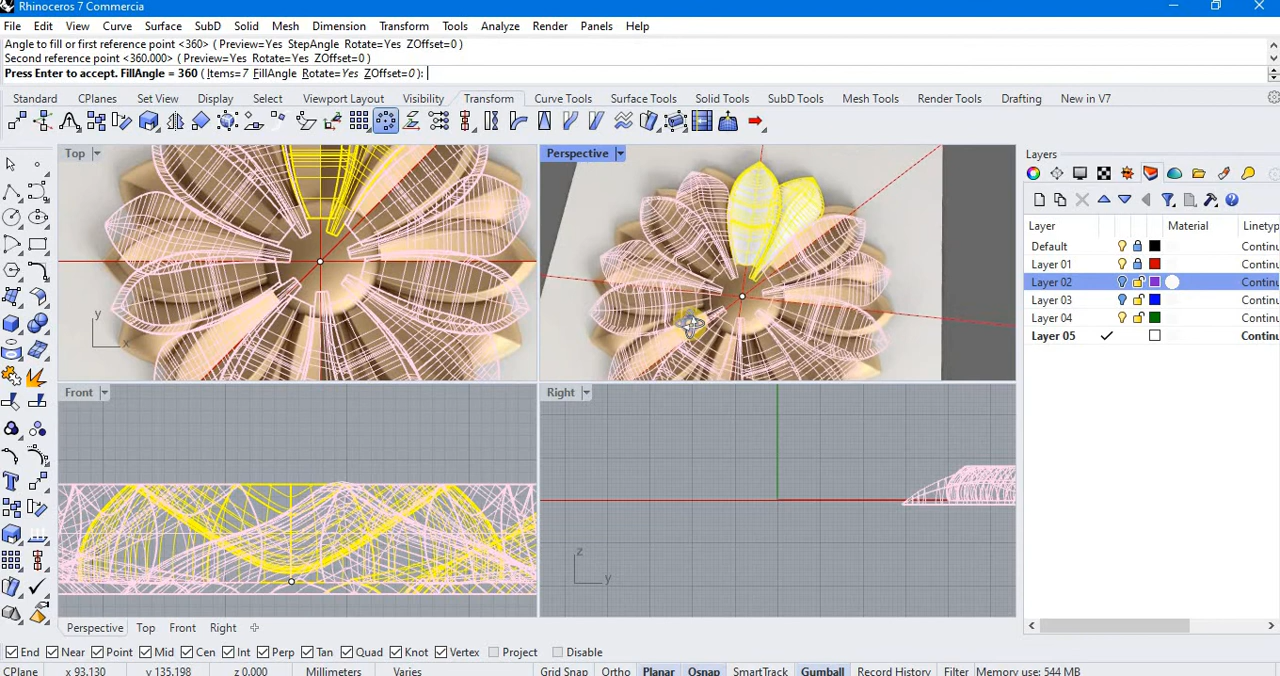 Rhinoceros 7 Commercia
File Edit View Curve Surface SubD Solid Mesh Dimension Transform Tools Analyze Render Panels Help
Angle to fill or first reference point <360> ( Preview=Yes StepAngle Rotate=Yes ZOffset=0 )
Second reference point <360.000> ( Preview=Yes Rotate=Yes ZOffset=0 )
Press Enter to accept. FillAngle = 360 ( Items=7 FillAngle Rotate=Yes ZOffset=0 ):
Standard CPlanes Set View Display Select Viewport Layout Visibility Transform Curve Tools Surface Tools Solid Tools SubD Tools Mesh Tools Render Tools Drafting New in V7
Top
Perspective
Layers
Layer Material Linety
Default Continu
Layer 01 Continu
Layer 02 Continu
Layer 03 Continu
Layer 04 Continu
Layer 05 Continu
y
x
Front
Right
z
y
Perspective Top Front Right
End Near Point Mid Cen Int Perp Tan Quad Knot Vertex Project Disable
CPlane x 93.130 y 135.198 z 0.000 Millimeters Varies Grid Snap Ortho Planar Osnap SmartTrack Gumball Record History Filter Memory use: 544 MB